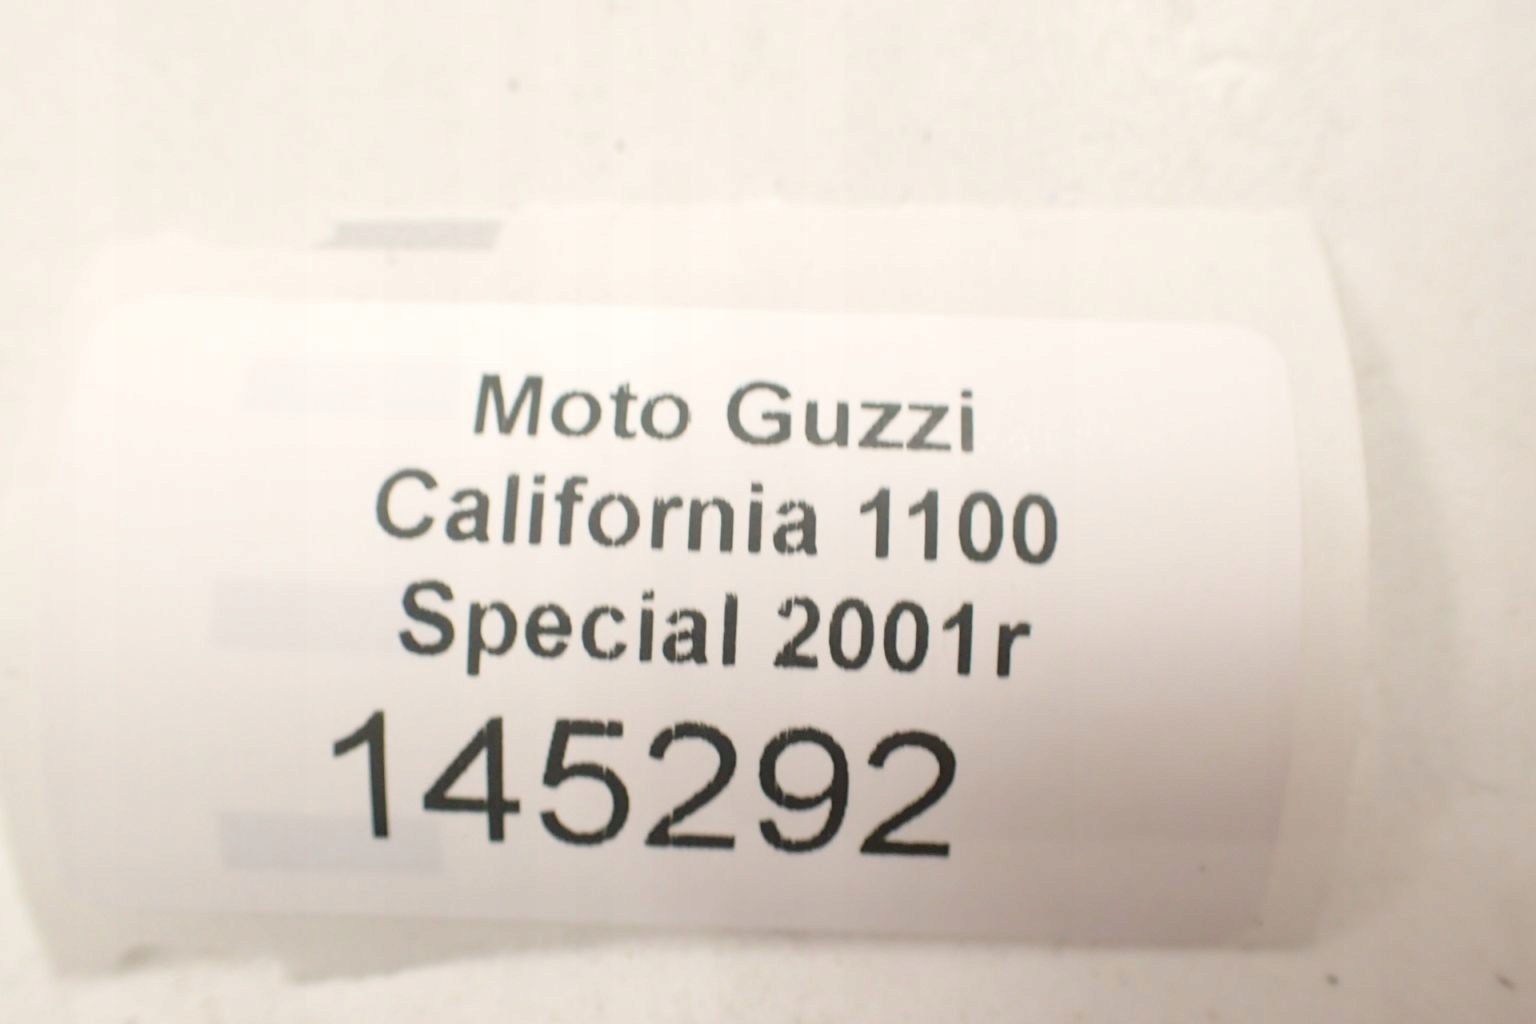 Moto Guzzi
California 1100
Special 2001r
145292